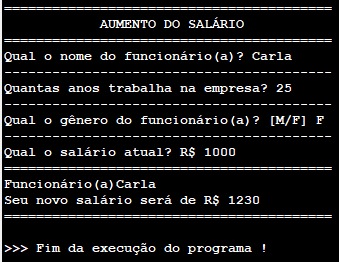 =========================================
AUMENTO DO SALÁRIO
=========================================
Qual o nome do funcionário(a)? Carla
-----------------------------------------
Quantas anos trabalha na empresa? 25
-----------------------------------------
Qual o gênero do funcionário(a)? [M/F] F
-----------------------------------------
Qual o salário atual? R$ 1000
=========================================
Funcionário(a)Carla
Seu novo salário será de R$ 1230
=========================================
>>> Fim da execução do programa !